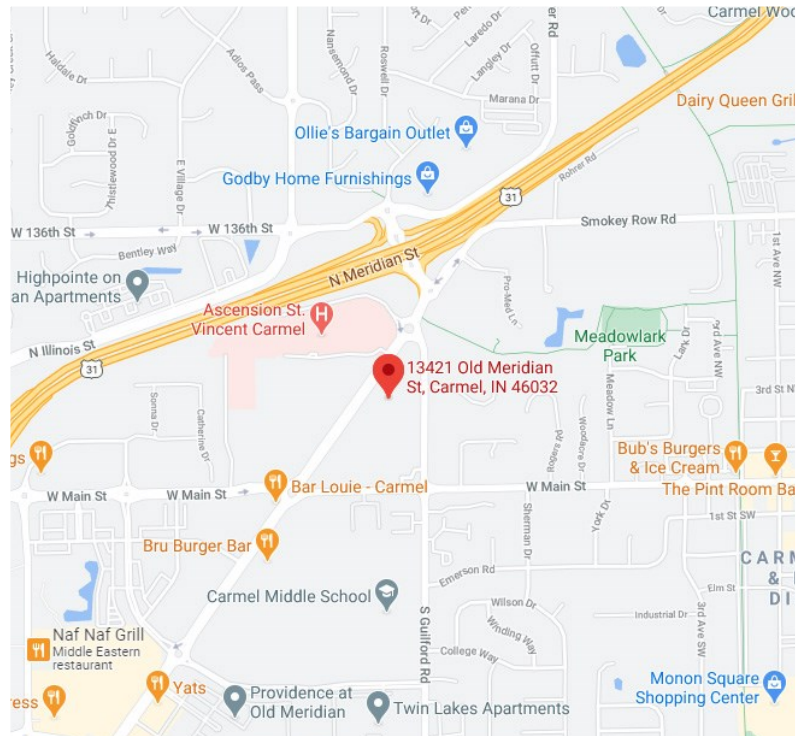 Carmel Woo
Haldale Dr
Adios Pass
Nansemond Dr
Roswell Dr
Laredo Dr
Langley Dr
Offutt Dr
er Rd
Marana Dr
Dairy Queen Gril
Goldfinch Dr
Thistlewood Dr
E Village Dr
Ollie's Bargain Outlet
Godby Home Furnishings
Rohrer Rd
31
W 136th St
W 136th St
Smokey Row Rd
Bentley Way
1st Ave NW
N Meridian St
Highpointe on
an Apartments
Pro-Med Ln
Ascension St.
Vincent Carmel
H
N Illinois St
Meadowlark
Park
Lark Dr
3rd Ave NW
31
13421 Old Meridian
St, Carmel, IN 46032
Meadow Ln
3rd St N
Sonna Dr
Catherine Dr
Rogers Rd
Woodacre Dr
Bub's Burgers
& Ice Cream
gs
W Main St
W Main St
Bar Louie - Carmel
W Main St
The Pint Room Ba
York Dr
Sherman Dr
1st St SW
Bru Burger Bar
CARM
&
DI
Emerson Rd
Elm St
Carmel Middle School
Wilson Dr
Industrial Dr
Winding Way
3rd Ave SW
S Guilford Rd
Naf Naf Grill
Middle Eastern
restaurant
College Way
Monon Square
Shopping Center
ress
Yats
Providence at
Old Meridian
Twin Lakes Apartments